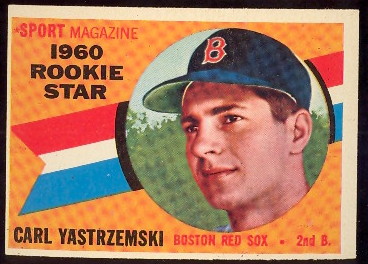 SPORT MAGAZINE
1960
ROOKIE
STAR
B
CARL YASTRZEMSKI BOSTON RED SOX • 2nd B.